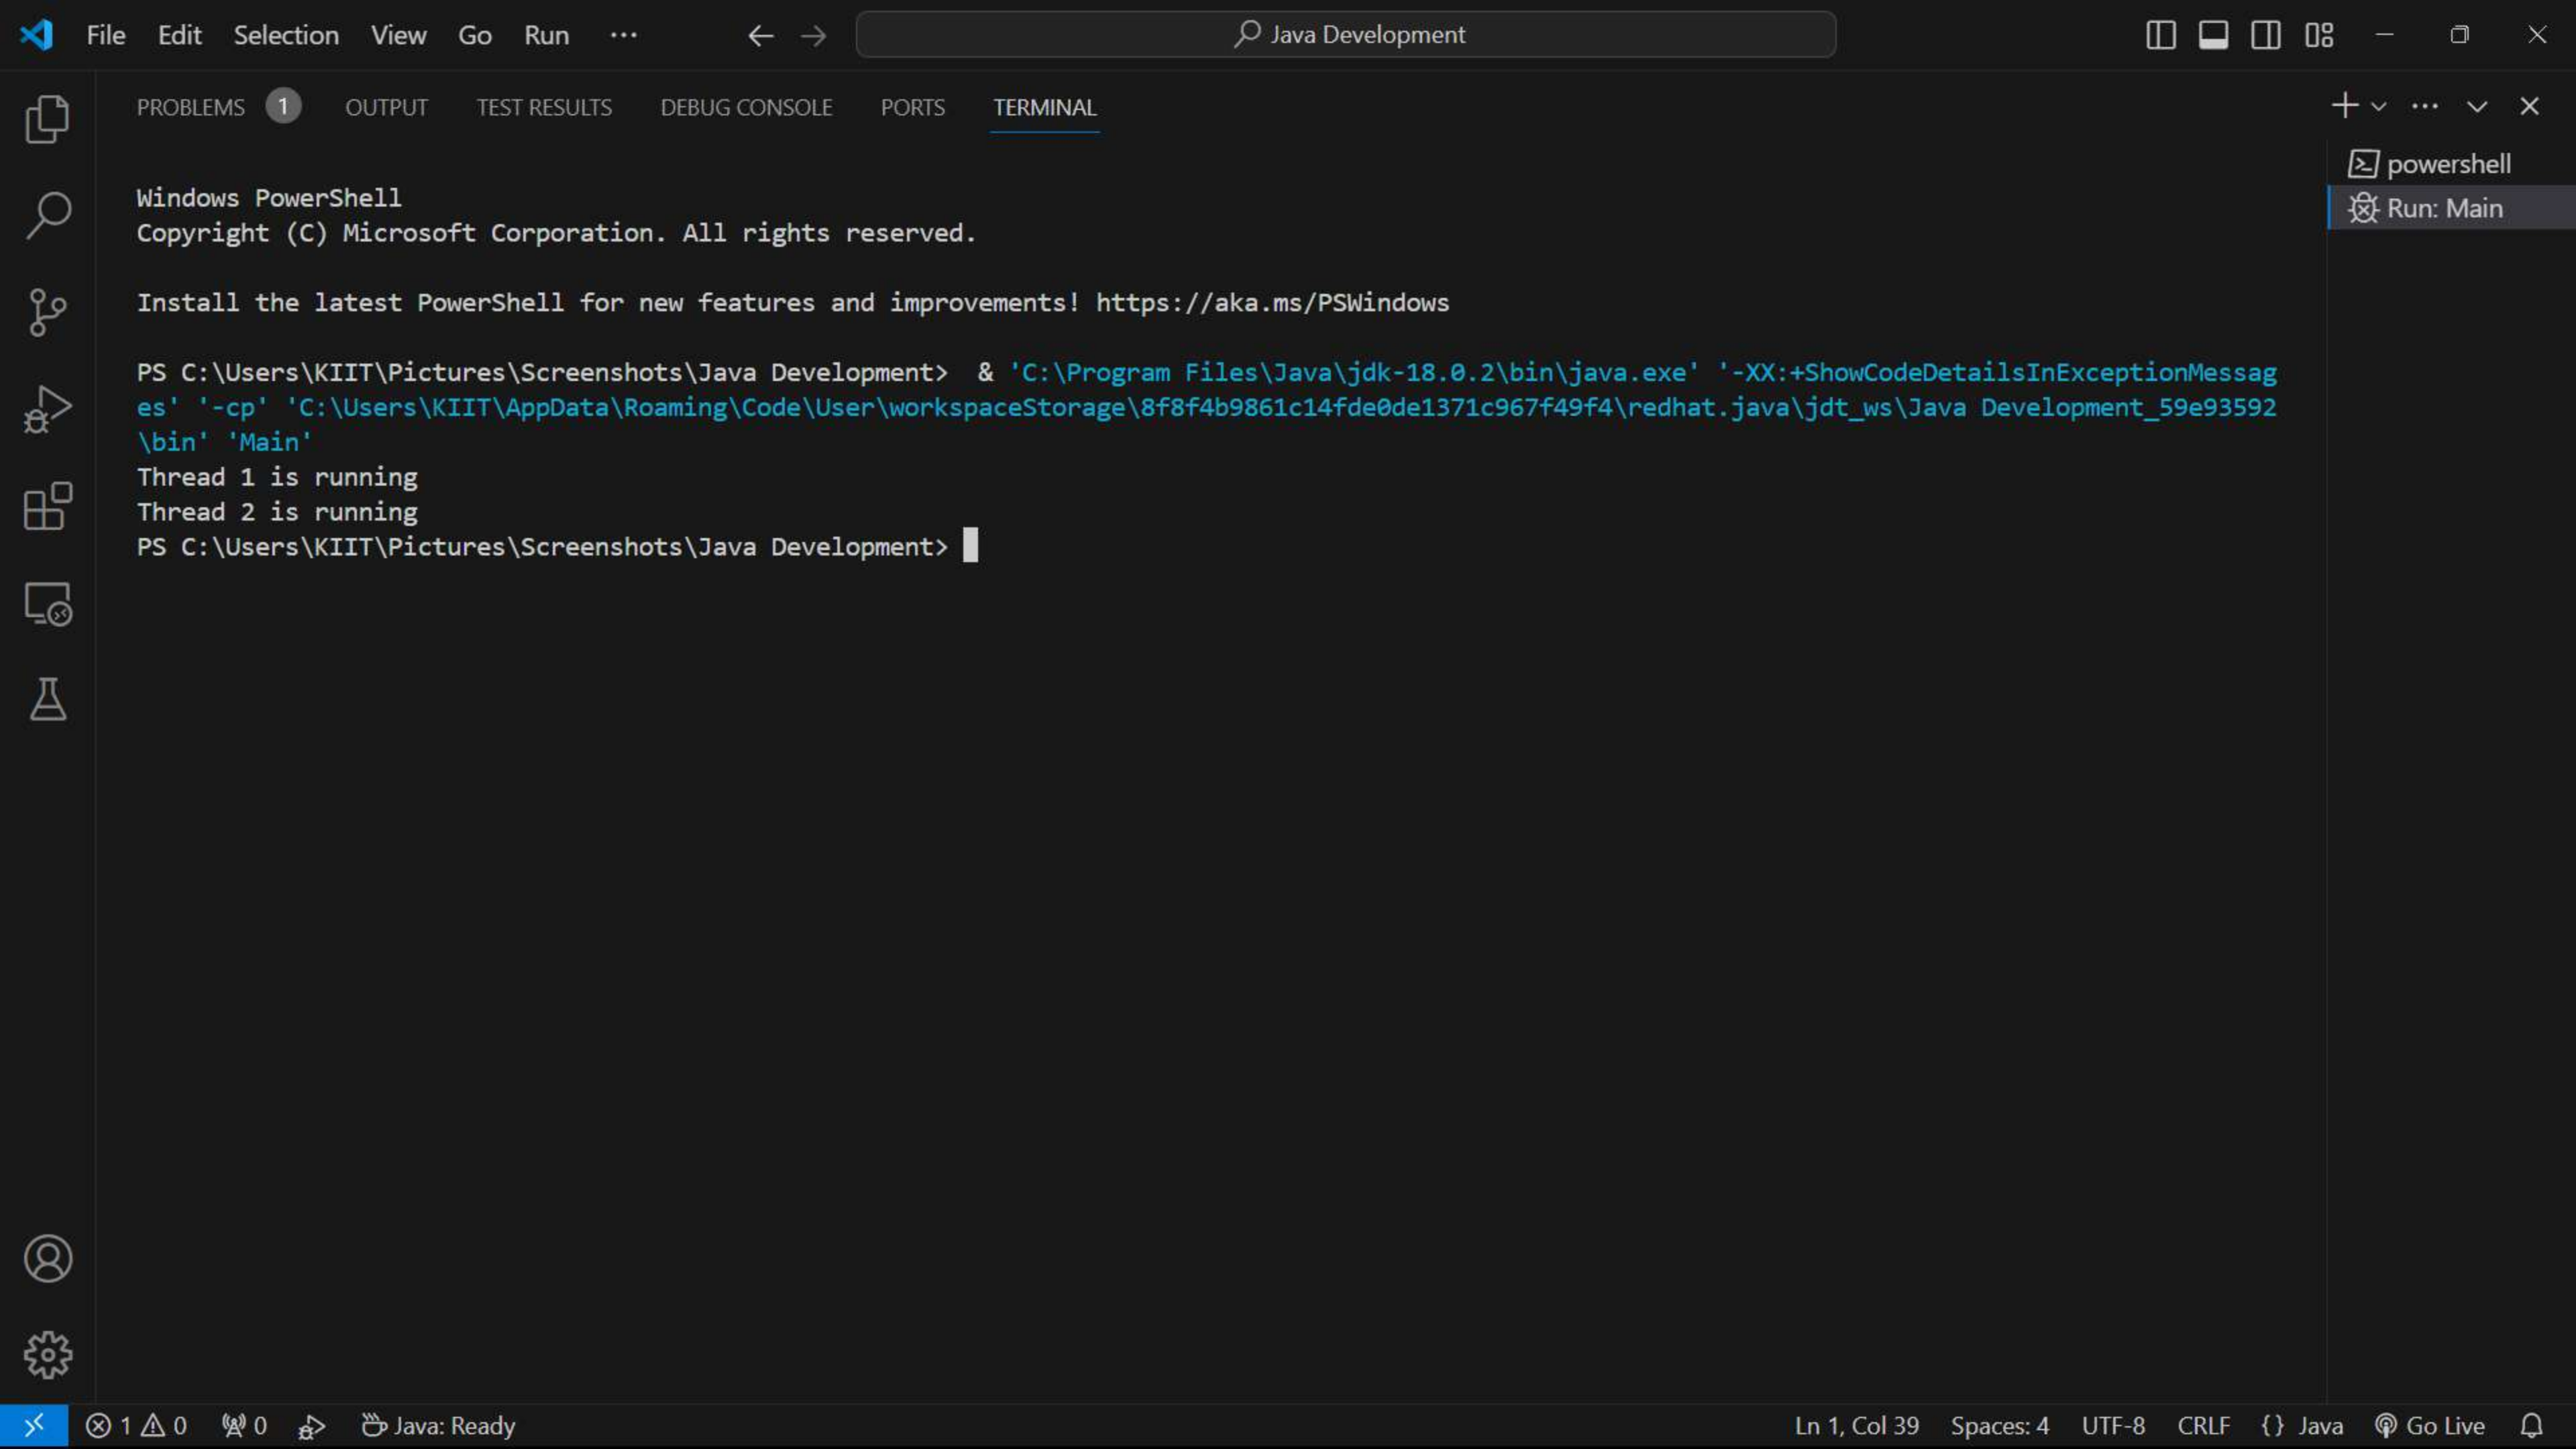 File Edit Selection View Go Run ··· Java Development
PROBLEMS 1 OUTPUT TEST RESULTS DEBUG CONSOLE PORTS TERMINAL
powershell
Run: Main
Windows PowerShell
Copyright (C) Microsoft Corporation. All rights reserved.
Install the latest PowerShell for new features and improvements! https://aka.ms/PSWindows
PS C:\Users\KIIT\Pictures\Screenshots\Java Development>  & 'C:\Program Files\Java\jdk-18.0.2\bin\java.exe' '-XX:+ShowCodeDetailsInExceptionMessag
es' '-cp' 'C:\Users\KIIT\AppData\Roaming\Code\User\workspaceStorage\8f8f4b9861c14fde0de1371c967f49f4\redhat.java\jdt_ws\Java Development_59e93592
\bin' 'Main'
Thread 1 is running
Thread 2 is running
PS C:\Users\KIIT\Pictures\Screenshots\Java Development>
1 0 0 Java: Ready Ln 1, Col 39 Spaces: 4 UTF-8 CRLF {} Java Go Live